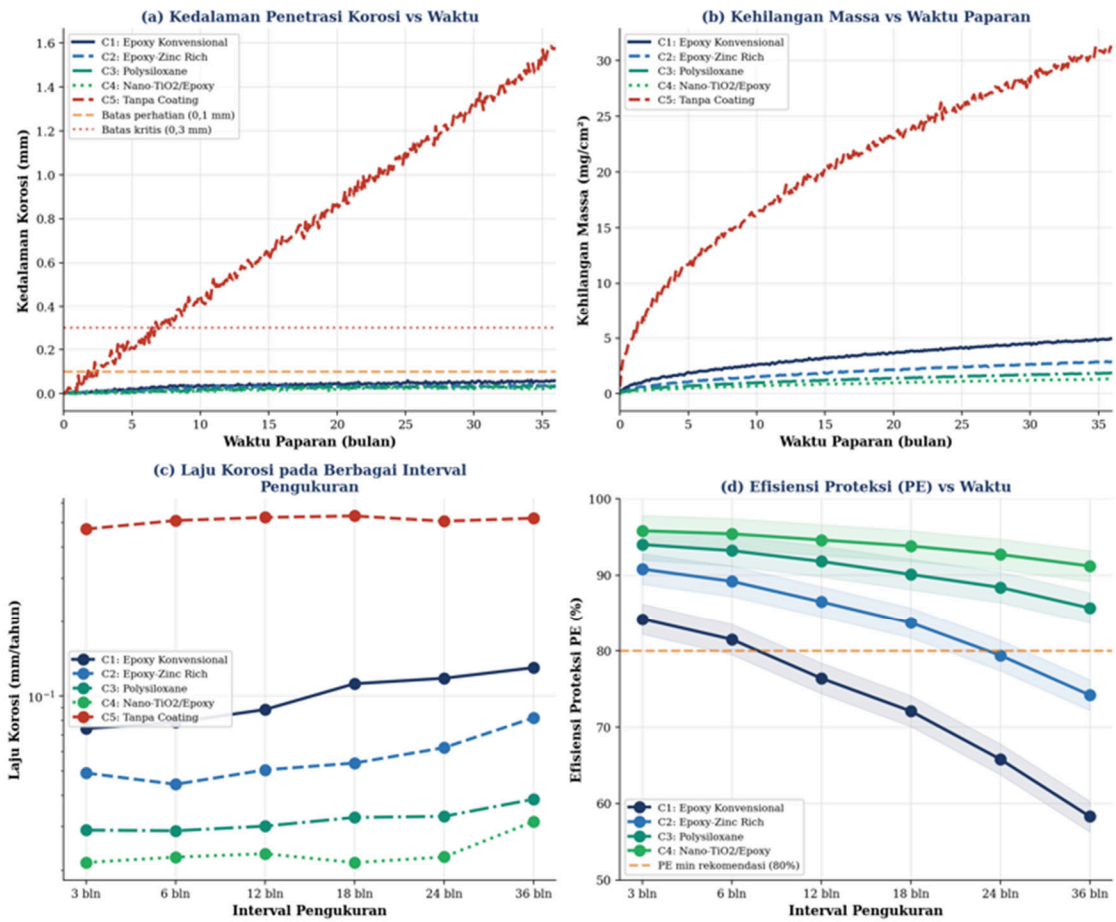 (a) Kedalaman Penetrasi Korosi vs Waktu
1.6
1.4
1.2
1.0
0.8
0.6
0.4
0.2
0.0
Kedalaman Korosi (mm)
C1: Epoxy Konvensional
C2: Epoxy-Zinc Rich
C3: Polysiloxane
C4: Nano-TiO2/Epoxy
C5: Tanpa Coating
Batas perhatian (0,1 mm)
Batas kritis (0,3 mm)
0 5 10 15 20 25 30 35
Waktu Paparan (bulan)
(b) Kehilangan Massa vs Waktu Paparan
30
25
20
15
10
5
0
Kehilangan Massa (mg/cm²)
C1: Epoxy Konvensional
C2: Epoxy-Zinc Rich
C3: Polysiloxane
C4: Nano-TiO2/Epoxy
C5: Tanpa Coating
0 5 10 15 20 25 30 35
Waktu Paparan (bulan)
(c) Laju Korosi pada Berbagai Interval
Pengukuran
10⁻¹
Laju Korosi (mm/tahun)
C1: Epoxy Konvensional
C2: Epoxy-Zinc Rich
C3: Polysiloxane
C4: Nano-TiO2/Epoxy
C5: Tanpa Coating
3 bln 6 bln 12 bln 18 bln 24 bln 36 bln
Interval Pengukuran
(d) Efisiensi Proteksi (PE) vs Waktu
100
90
80
70
60
50
Efisiensi Proteksi PE (%)
C1: Epoxy Konvensional
C2: Epoxy-Zinc Rich
C3: Polysiloxane
C4: Nano-TiO2/Epoxy
PE min rekomendasi (80%)
3 bln 6 bln 12 bln 18 bln 24 bln 36 bln
Interval Pengukuran